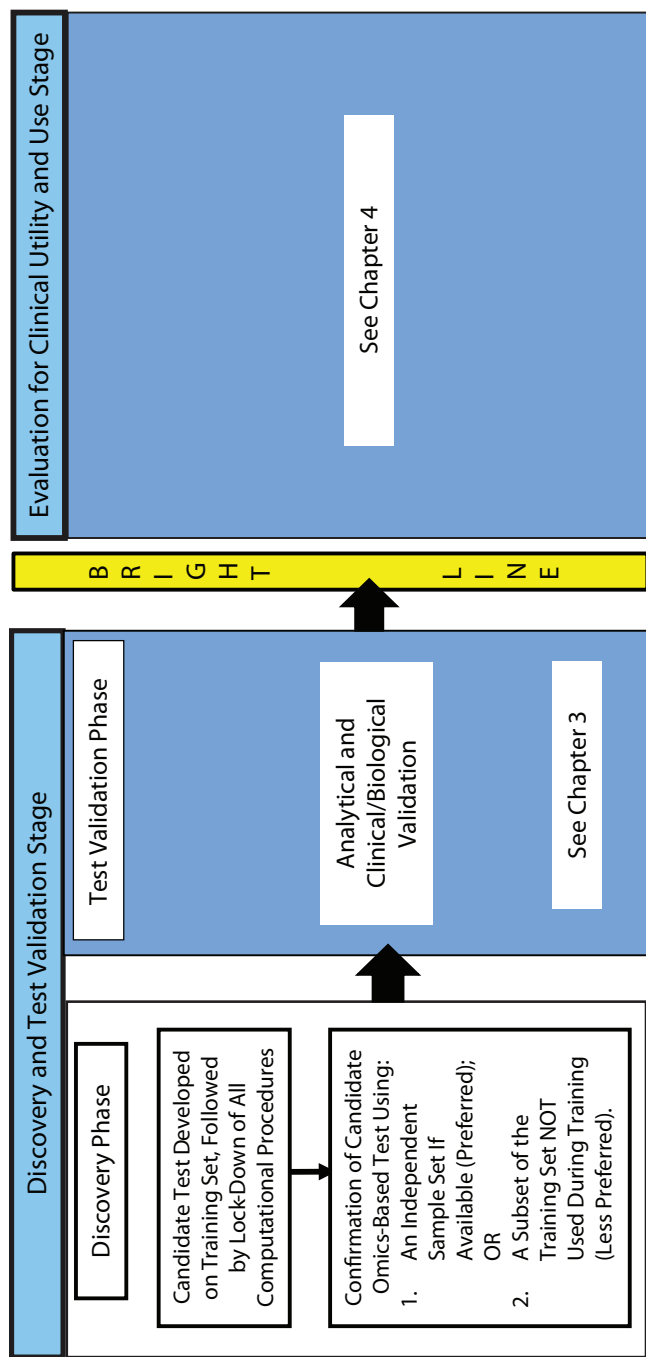 Discovery and Test Validation Stage
Discovery Phase
Candidate Test Developed
on Training Set, Followed
by Lock-Down of All
Computational Procedures
Confirmation of Candidate
Omics-Based Test Using:
1. An Independent
Sample Set If
Available (Preferred);
OR
2. A Subset of the
Training Set NOT
Used During Training
(Less Preferred).
Test Validation Phase
Analytical and
Clinical/Biological
Validation
See Chapter 3
B
R
I
G
H
T
L
I
N
E
Evaluation for Clinical Utility and Use Stage
See Chapter 4